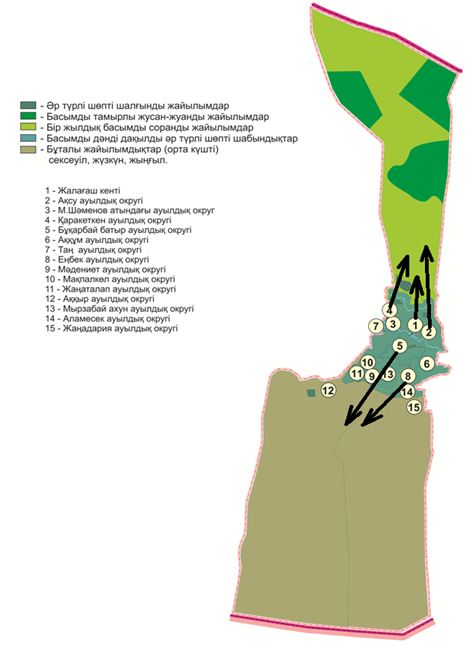 - Әр түрлі шөпті шалғынды жайылымдар
- Басымды тамырлы жусан-жуанды жайылымдар
- Бір жылдық басымды соранды жайылымдар
- Басымды дәнді дақылды әр түрлі шөпті шабындықтар
- Бұталы жайылымдықтар (орта күшті)
сексеуіл, жүзкүн, жыңғыл.
1 - Жалағаш кенті
2 - Ақсу ауылдық округі
3 - М.Шәменов атындағы ауылдық округ
4 - Қаракеткен ауылдық округі
5 - Бұқарбай батыр ауылдық округі
6 - Аққұм ауылдық округі
7 - Таң ауылдық округі
8 - Еңбек ауылдық округі
9 - Мәдениет ауылдық округі
10 - Мақпалкөл ауылдық округі
11 - Жаңаталап ауылдық округі
12 - Аққыр ауылдық округі
13 - Мырзабай ахун ауылдық округі
14 - Аламесек ауылдық округі
15 - Жаңадария ауылдық округі
4
7
3
1
2
5
10
6
11
9
13
8
12
14
15